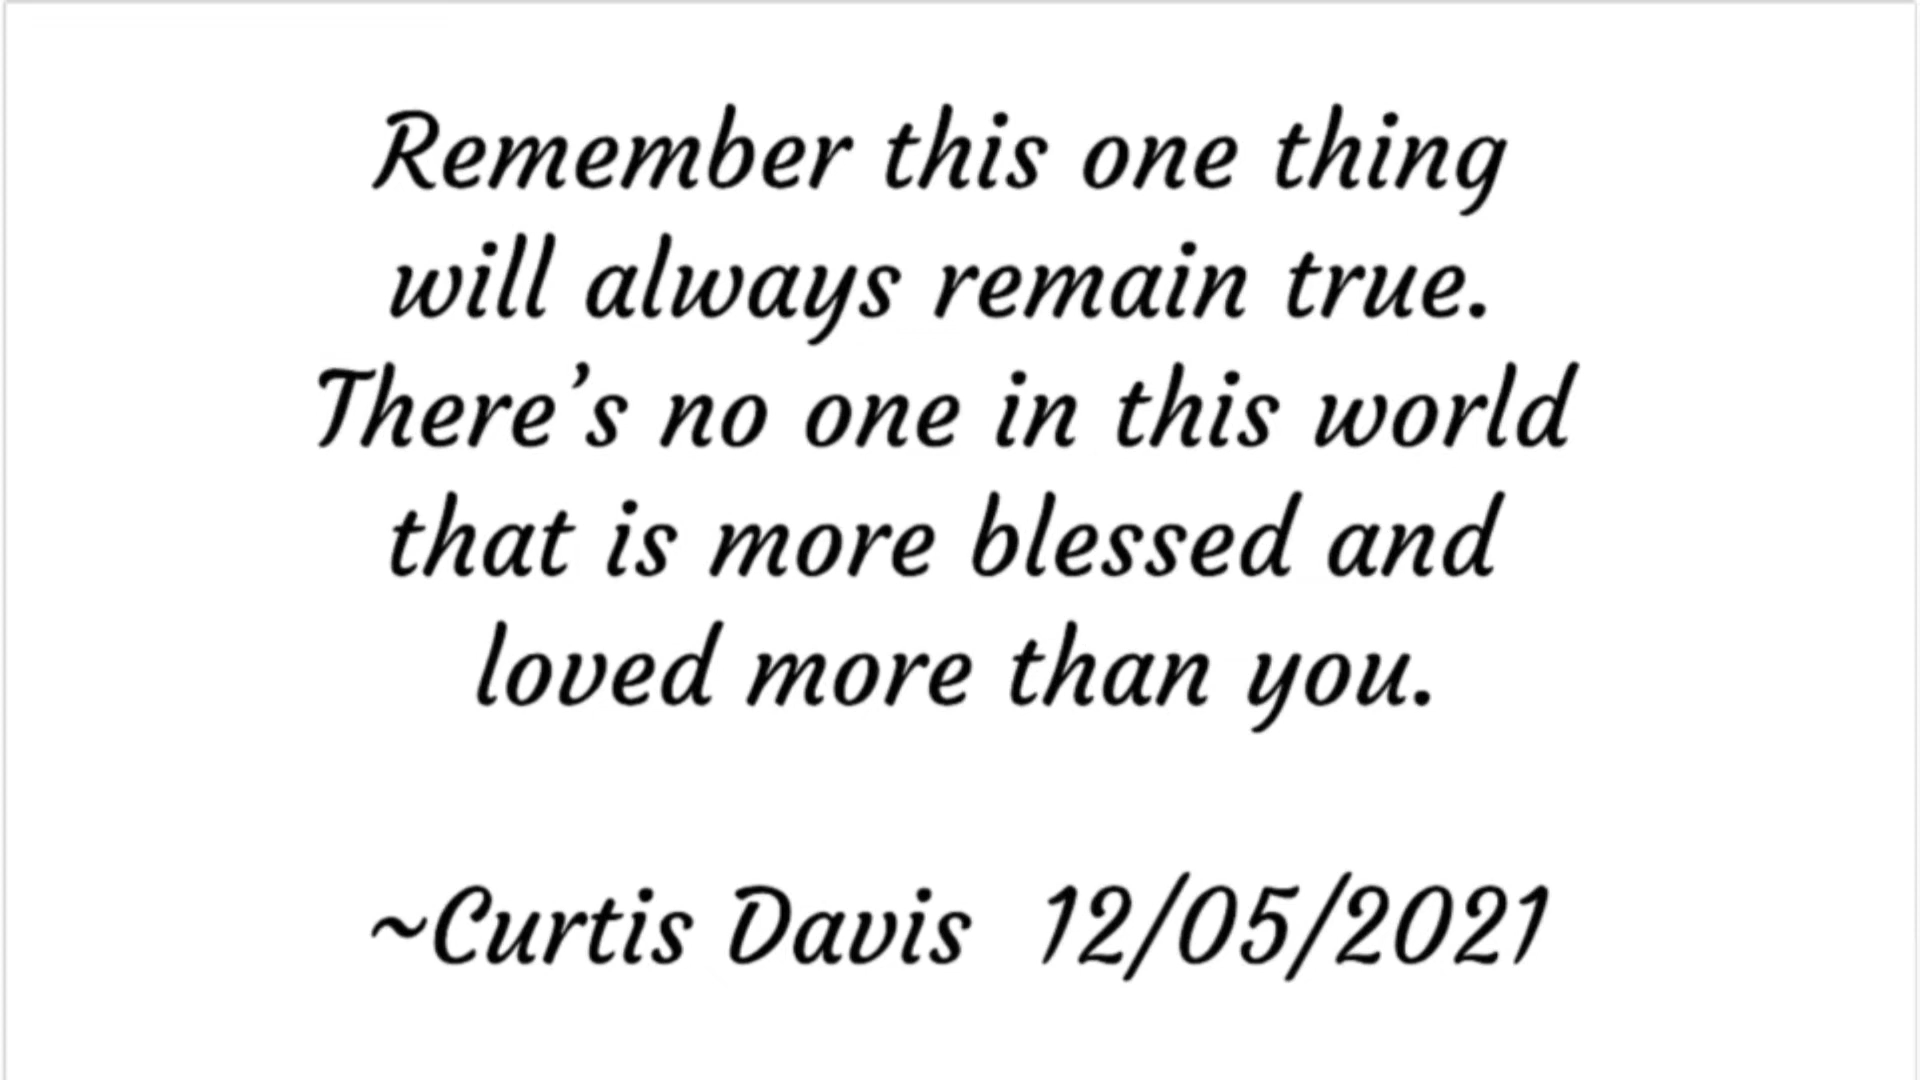 Remember this one thing
will always remain true.
There’s no one in this world
that is more blessed and
loved more than you.
~Curtis Davis 12/05/2021